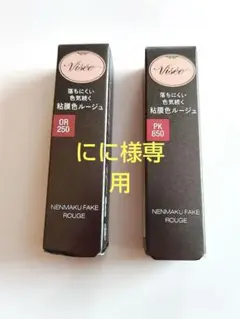 Visée
落ちにくい
色気続く
粘膜色ルージュ
OR
250
NENMAKU FAKE
ROUGE
Visée
落ちにくい
色気続く
粘膜色ルージュ
PK
850
NENMAKU FAKE
ROUGE
にに様専
用